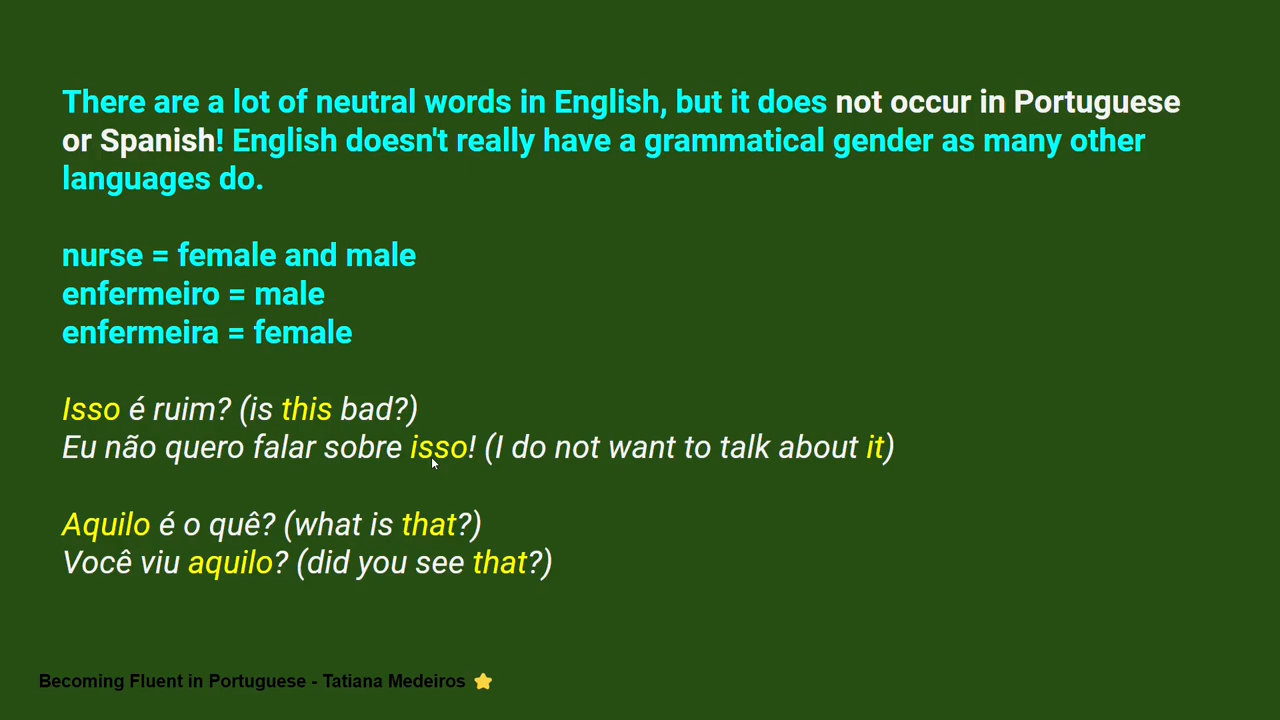 There are a lot of neutral words in English, but it does not occur in Portuguese
or Spanish! English doesn't really have a grammatical gender as many other
languages do.
nurse = female and male
enfermeiro = male
enfermeira = female
Isso é ruim? (is this bad?)
Eu não quero falar sobre isso! (I do not want to talk about it)
Aquilo é o quê? (what is that?)
Você viu aquilo? (did you see that?)
Becoming Fluent in Portuguese - Tatiana Medeiros